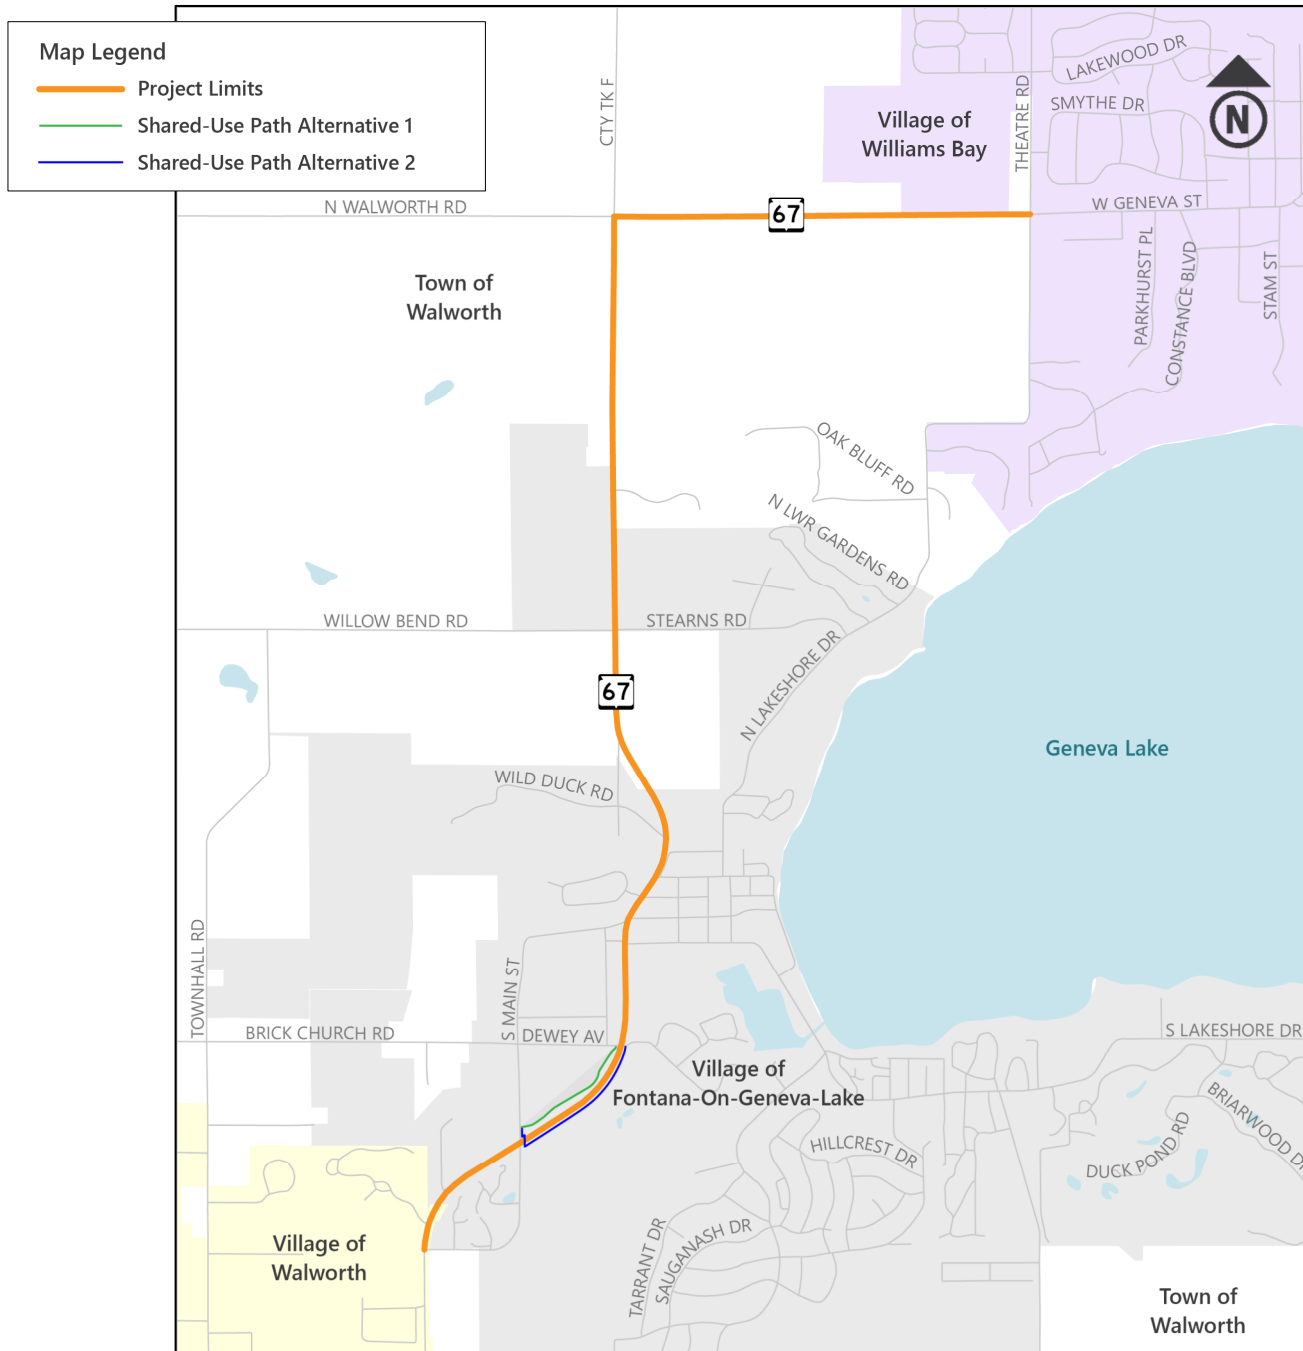 Map Legend
Project Limits
Shared-Use Path Alternative 1
Shared-Use Path Alternative 2
CTY TK F
THEATRE RD
LAKEWOOD DR
SMYTHE DR
N
Village of
Williams Bay
N WALWORTH RD
67
W GENEVA ST
PARKHURST PL
CONSTANCE BLVD
STAM ST
Town of
Walworth
OAK BLUFF RD
N LWR GARDENS RD
WILLOW BEND RD
STEARNS RD
N LAKESHORE DR
67
Geneva Lake
WILD DUCK RD
TOWNHALL RD
S MAIN ST
BRICK CHURCH RD
DEWEY AV
S LAKESHORE DR
Village of
Fontana-On-Geneva-Lake
BRIARWOOD DR
HILLCREST DR
DUCK POND RD
TARRANT DR
SAUGANASH DR
Village of
Walworth
Town of
Walworth